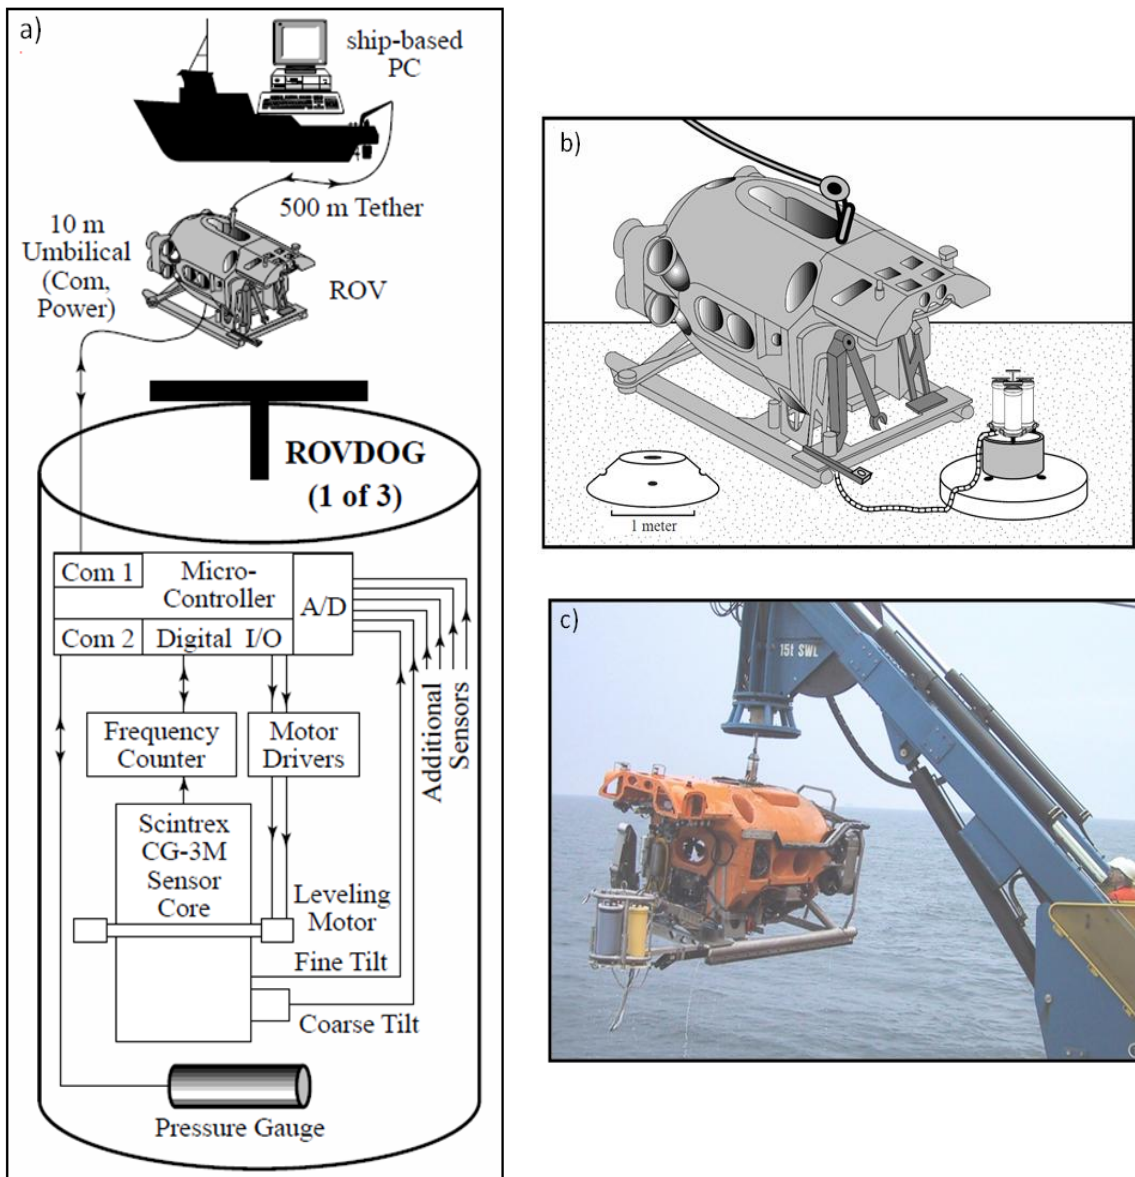 a)
ship-based
PC
500 m Tether
10 m
Umbilical
(Com,
Power)
ROV
ROVDOG
(1 of 3)
Com 1
Micro-
Controller
A/D
Com 2
Digital I/O
Frequency
Counter
Motor
Drivers
Additional
Sensors
Scintrex
CG-3M
Sensor
Core
Leveling
Motor
Fine Tilt
Coarse Tilt
Pressure Gauge
b)
1 meter
c)
15t SWL